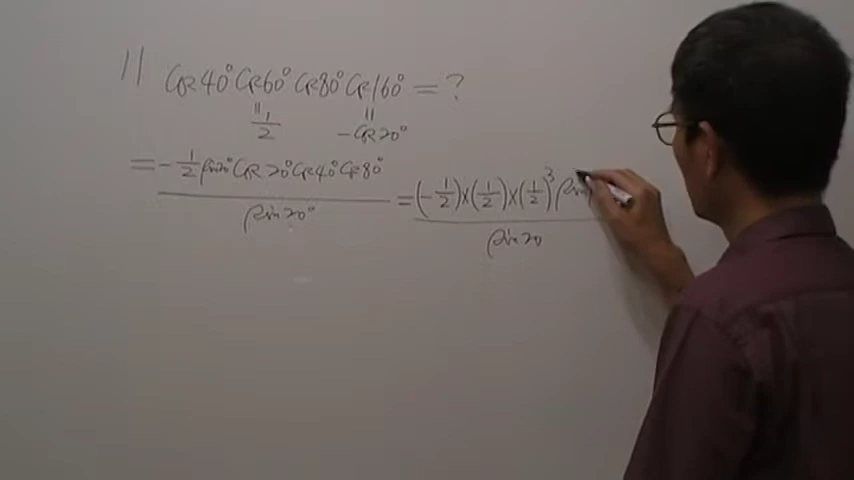 11 cos40° cos60° cos80° cos160° = ?
" 1/2 " -cos20°
= -1/2 sin20° cos20° cos40° cos80° / sin20° = (-1/2)×(1/2)×(1/2)³ sin / sin20